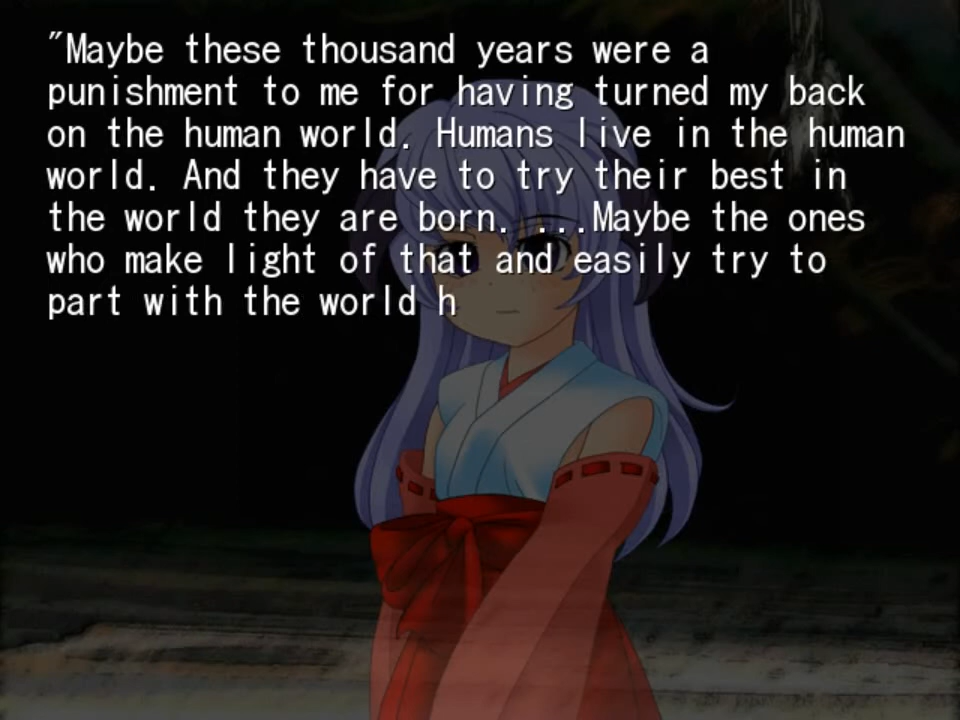 "Maybe these thousand years were a
punishment to me for having turned my back
on the human world. Humans live in the human
world. And they have to try their best in
the world they are born. ...Maybe the ones
who make light of that and easily try to
part with the world h